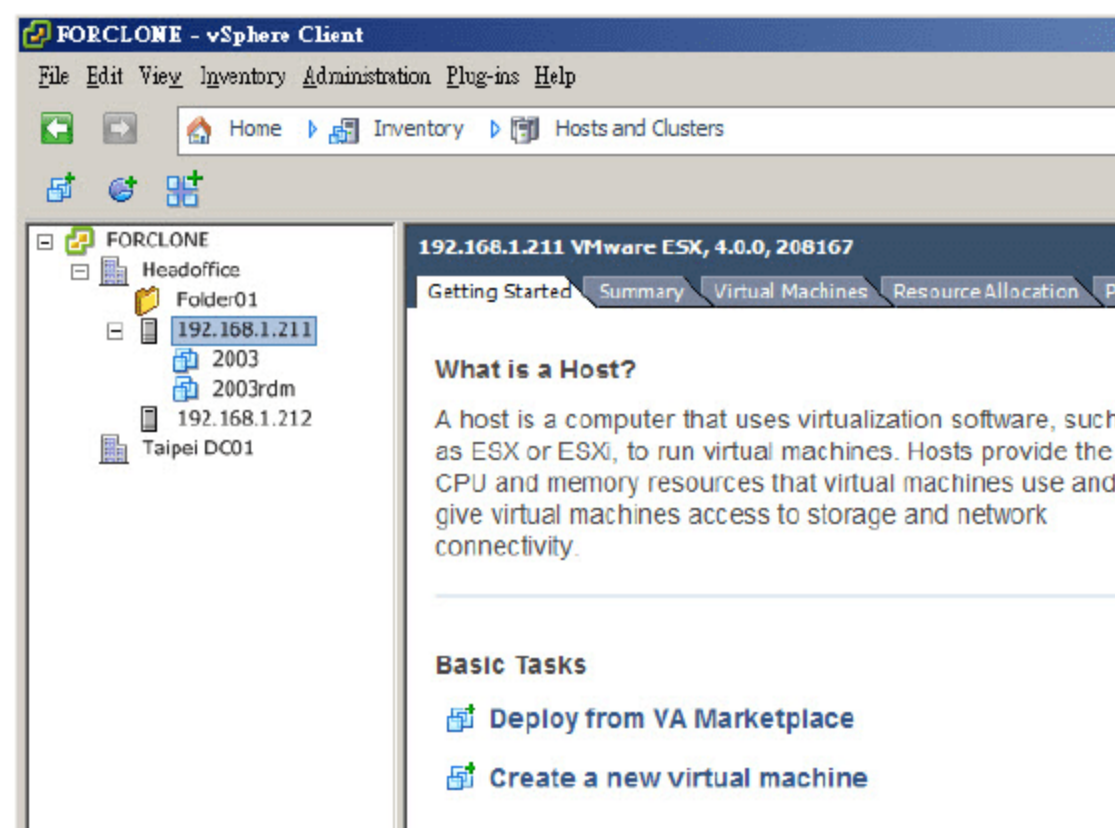 FORCLONE - vSphere Client
File Edit View Inventory Administration Plug-ins Help
Home Inventory Hosts and Clusters
FORCLONE
Headoffice
Folder01
192.168.1.211
2003
2003rdm
192.168.1.212
Taipei DC01
192.168.1.211 VMware ESX, 4.0.0, 208167
Getting Started Summary Virtual Machines Resource Allocation P
What is a Host?
A host is a computer that uses virtualization software, such
as ESX or ESXi, to run virtual machines. Hosts provide the
CPU and memory resources that virtual machines use and
give virtual machines access to storage and network
connectivity.
Basic Tasks
Deploy from VA Marketplace
Create a new virtual machine